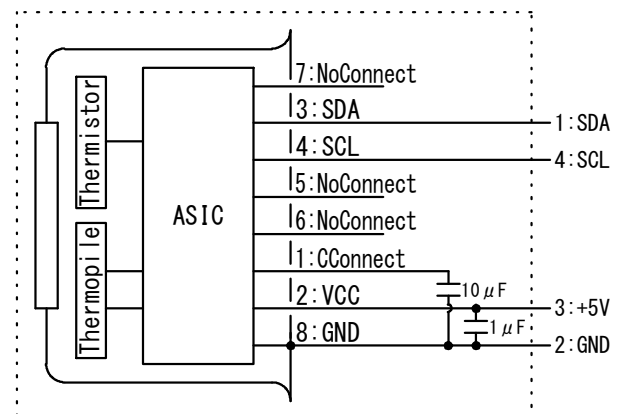 7:NoConnect
3:SDA
1:SDA
4:SCL
4:SCL
5:NoConnect
6:NoConnect
1:CConnect
10μF
2:VCC
3:+5V
1μF
8:GND
2:GND
Thermistor
Thermopile
ASIC